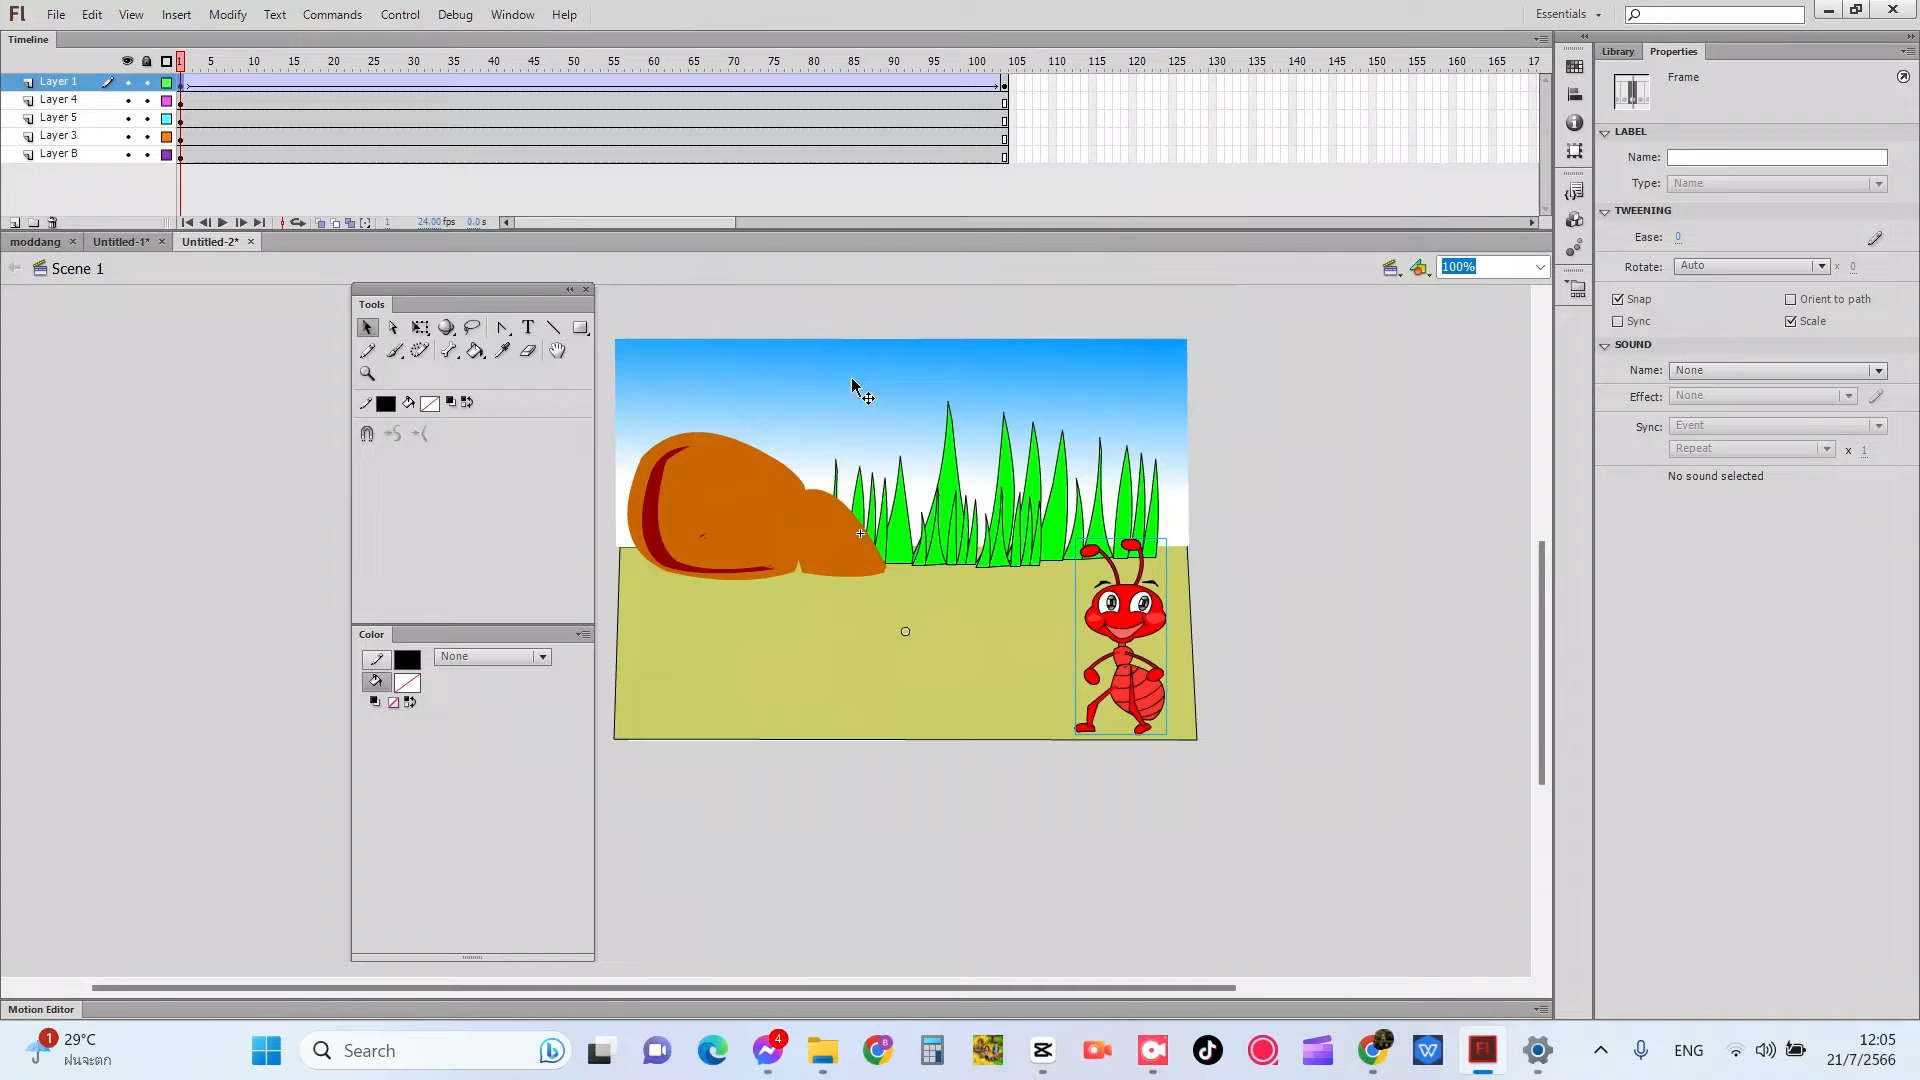 Fl File Edit View Insert Modify Text Commands Control Debug Window Help Essentials
Timeline
1 5 10 15 20 25 30 35 40 45 50 55 60 65 70 75 80 85 90 95 100 105 110 115 120 125 130 135 140 145 150 155 160 165 17
Layer 1
Layer 4
Layer 5
Layer 3
Layer B
1 24.00 fps 0.0 s
moddang Untitled-1* Untitled-2*
Scene 1
100%
Tools
T
Color
None
Motion Editor
Library Properties
Frame
LABEL
Name:
Type: Name
TWEENING
Ease: 0
Rotate: Auto x 0
Snap Orient to path
Sync Scale
SOUND
Name: None
Effect: None
Sync: Event
Repeat x 1
No sound selected
1 29°C
ฝนจะตก
Search
4
B
W
Fl
ENG
12:05
21/7/2566